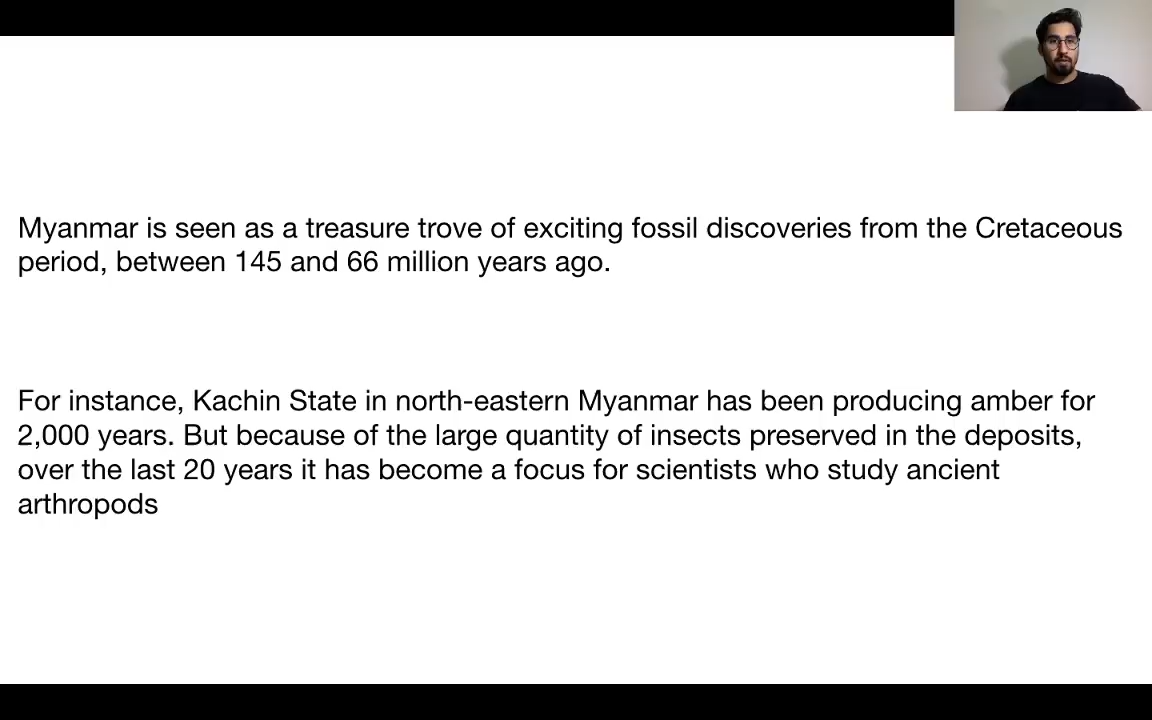 Myanmar is seen as a treasure trove of exciting fossil discoveries from the Cretaceous
period, between 145 and 66 million years ago.
For instance, Kachin State in north-eastern Myanmar has been producing amber for
2,000 years. But because of the large quantity of insects preserved in the deposits,
over the last 20 years it has become a focus for scientists who study ancient
arthropods